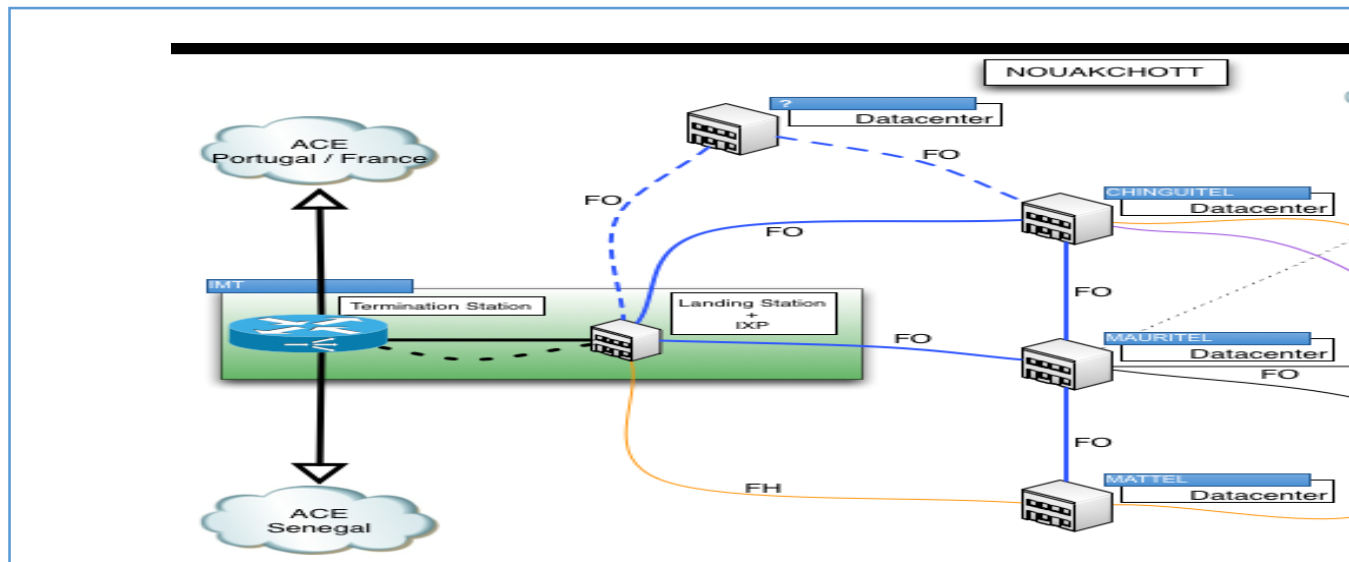 NOUAKCHOTT
?
Datacenter
ACE
Portugal / France
FO
CHINGUITEL
Datacenter
FO
FO
IMT
Termination Station
Landing Station
+
IXP
FO
FO
MAURITEL
Datacenter
FO
FO
MATTEL
Datacenter
FH
ACE
Senegal